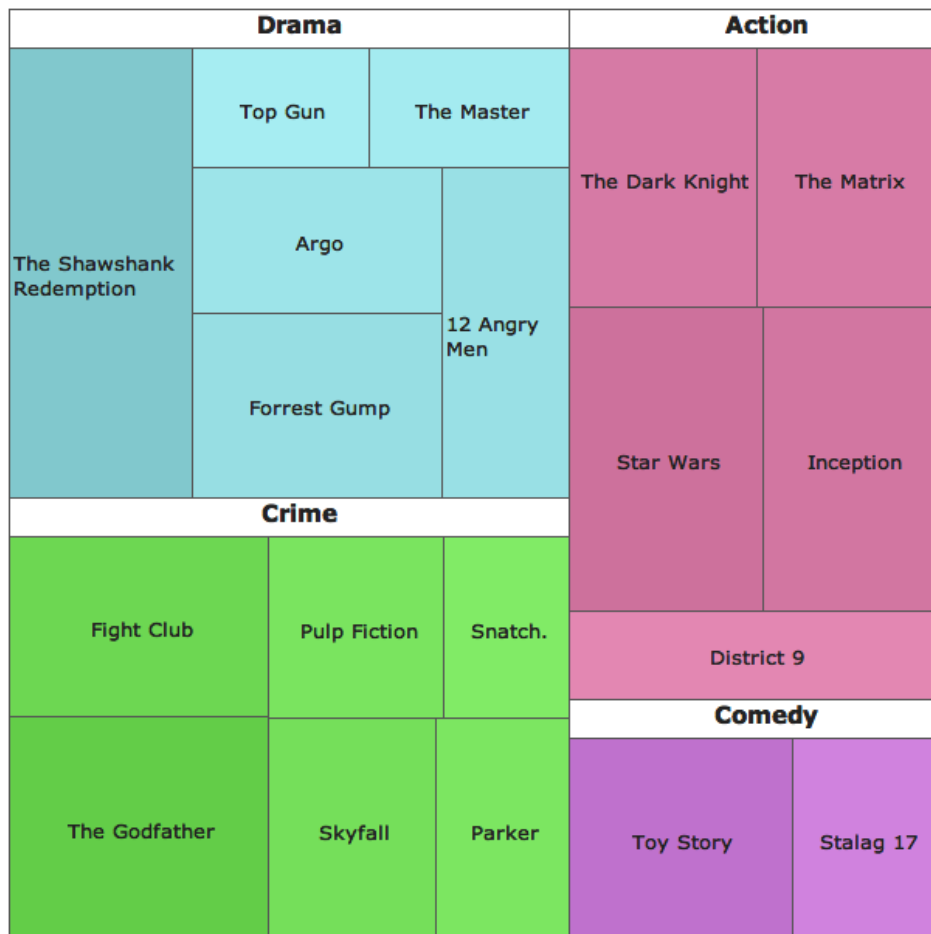 Drama
Action
Top Gun
The Master
The Dark Knight
The Matrix
Argo
The Shawshank
Redemption
12 Angry
Men
Forrest Gump
Star Wars
Inception
Crime
Fight Club
Pulp Fiction
Snatch.
District 9
Comedy
The Godfather
Skyfall
Parker
Toy Story
Stalag 17